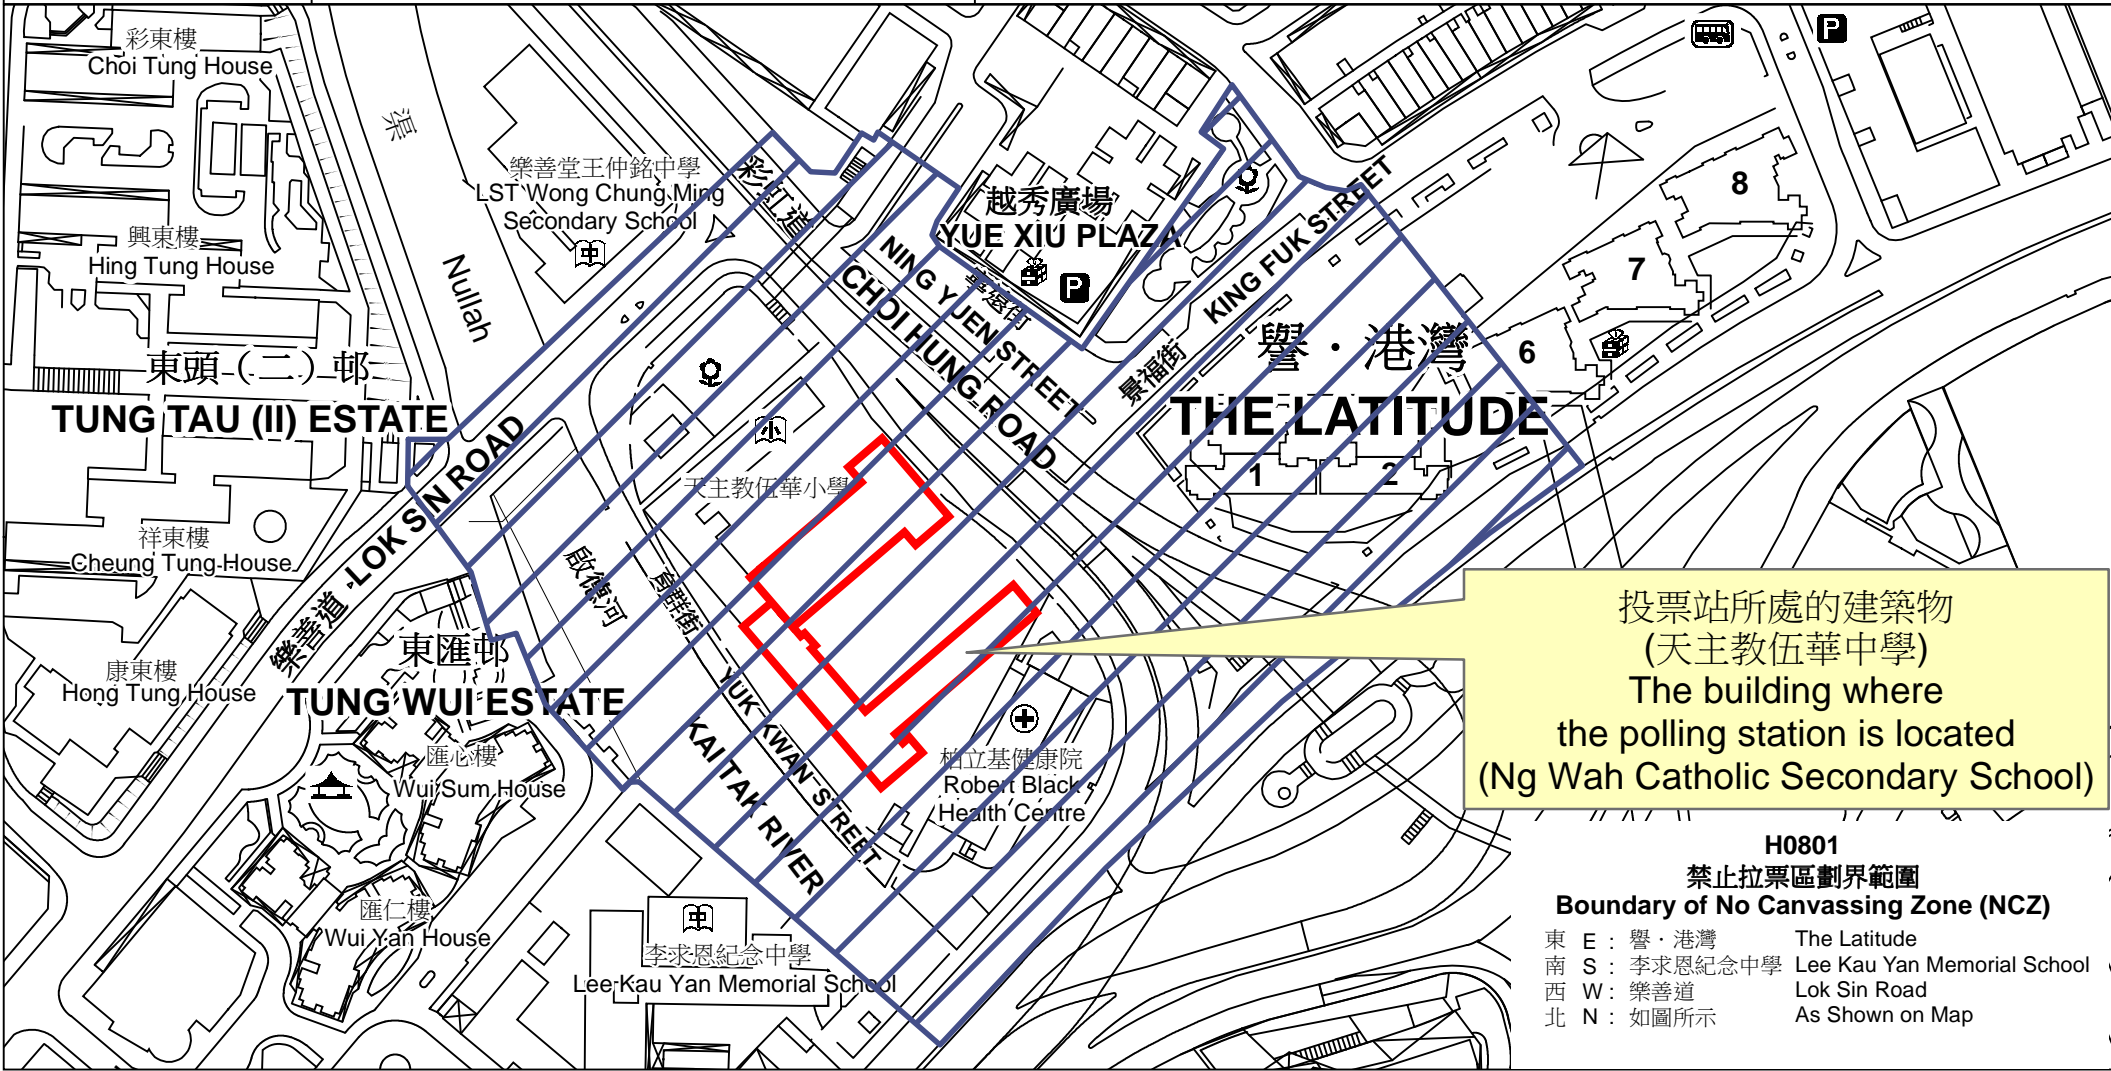 彩東樓
Choi Tung House
渠
Nullah
樂善堂王仲銘中學
LST Wong Chung Ming
Secondary School
中
彩虹道
越秀廣場
YUE XIU PLAZA
P
P
8
7
6
興東樓
Hing Tung House
NING YUEN STREET
寧遠街
CHOI HUNG ROAD
KING FUK STREET
景福街
譽・港灣
THE LATITUDE
1
2
東頭（二）邨
TUNG TAU (II) ESTATE
小
天主教伍華小學
樂善道 LOK SIN ROAD
祥東樓
Cheung Tung House
啟德河
育群街
康東樓
Hong Tung House
東匯邨
TUNG WUI ESTATE
YUK KWAN STREET
KAI TAK RIVER
匯心樓
Wui Sum House
柏立基健康院
Robert Black
Health Centre
匯仁樓
Wui Yan House
中
李求恩紀念中學
Lee Kau Yan Memorial School
投票站所處的建築物
(天主教伍華中學)
The building where
the polling station is located
(Ng Wah Catholic Secondary School)
H0801
禁止拉票區劃界範圍
Boundary of No Canvassing Zone (NCZ)
東 E : 譽・港灣 The Latitude
南 S : 李求恩紀念中學 Lee Kau Yan Memorial School
西 W : 樂善道 Lok Sin Road
北 N : 如圖所示 As Shown on Map